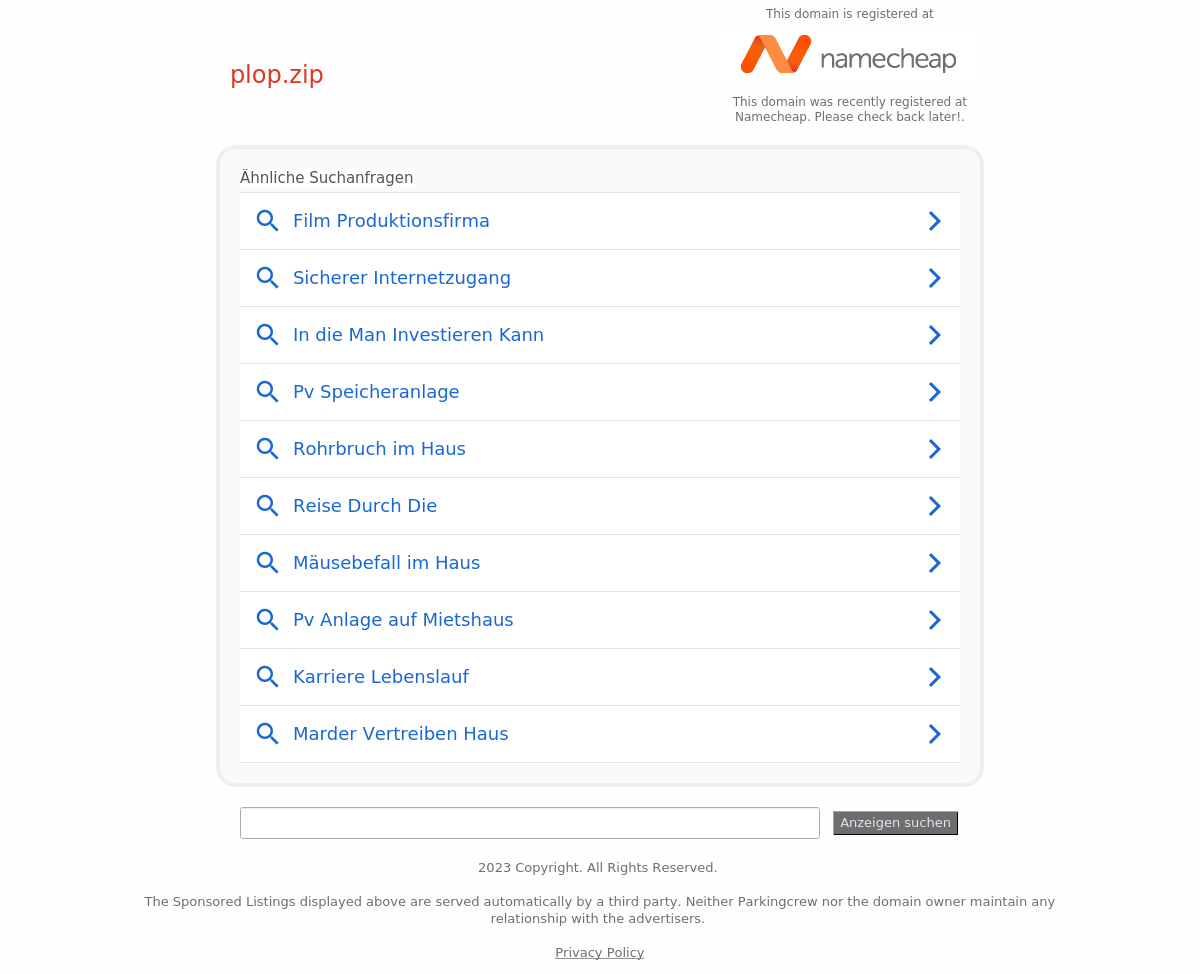 This domain is registered at
namecheap
plop.zip
This domain was recently registered at
Namecheap. Please check back later!.
Ähnliche Suchanfragen
Film Produktionsfirma
Sicherer Internetzugang
In die Man Investieren Kann
Pv Speicheranlage
Rohrbruch im Haus
Reise Durch Die
Mäusebefall im Haus
Pv Anlage auf Mietshaus
Karriere Lebenslauf
Marder Vertreiben Haus
Anzeigen suchen
2023 Copyright. All Rights Reserved.
The Sponsored Listings displayed above are served automatically by a third party. Neither Parkingcrew nor the domain owner maintain any
relationship with the advertisers.
Privacy Policy